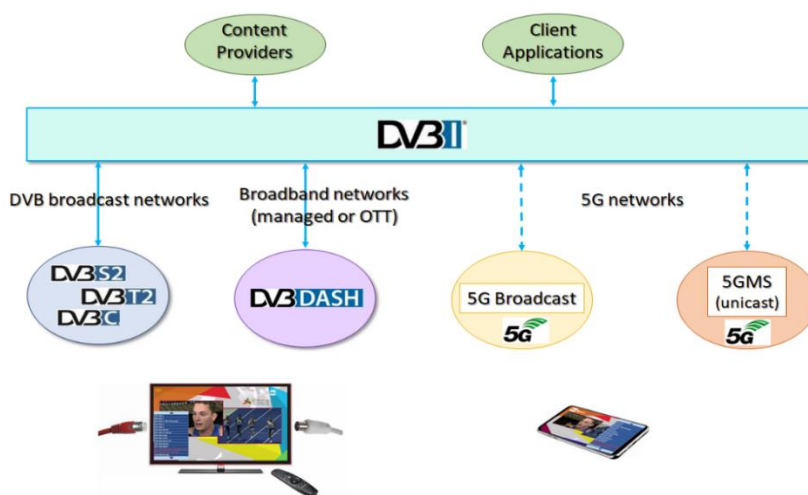 Content
Providers
Client
Applications
DVB I
DVB broadcast networks
Broadband networks
(managed or OTT)
5G networks
DVB S2
DVB T2
DVB C
DVB DASH
5G Broadcast
5G
5GMS
(unicast)
5G